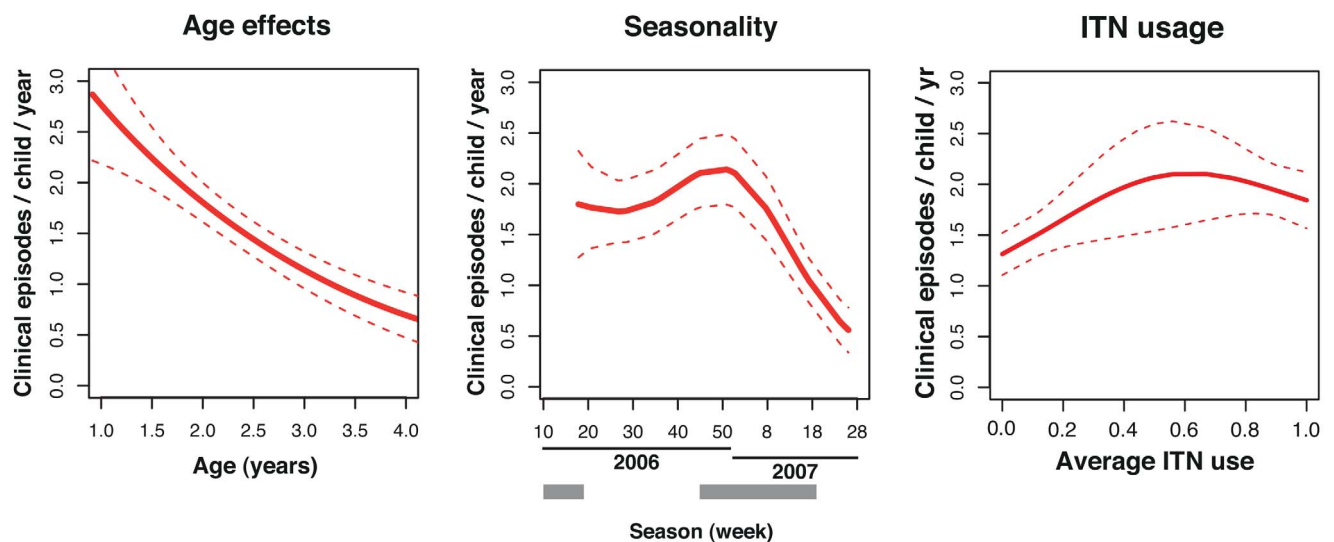 Age effects
Clinical episodes / child / year
3.0
2.5
2.0
1.5
1.0
0.5
0.0
1.0 1.5 2.0 2.5 3.0 3.5 4.0
Age (years)
Seasonality
Clinical episodes / child / year
3.0
2.5
2.0
1.5
1.0
0.5
0.0
10 20 30 40 50 8 18 28
2006
2007
Season (week)
ITN usage
Clinical episodes / child / yr
3.0
2.5
2.0
1.5
1.0
0.5
0.0
0.0 0.2 0.4 0.6 0.8 1.0
Average ITN use